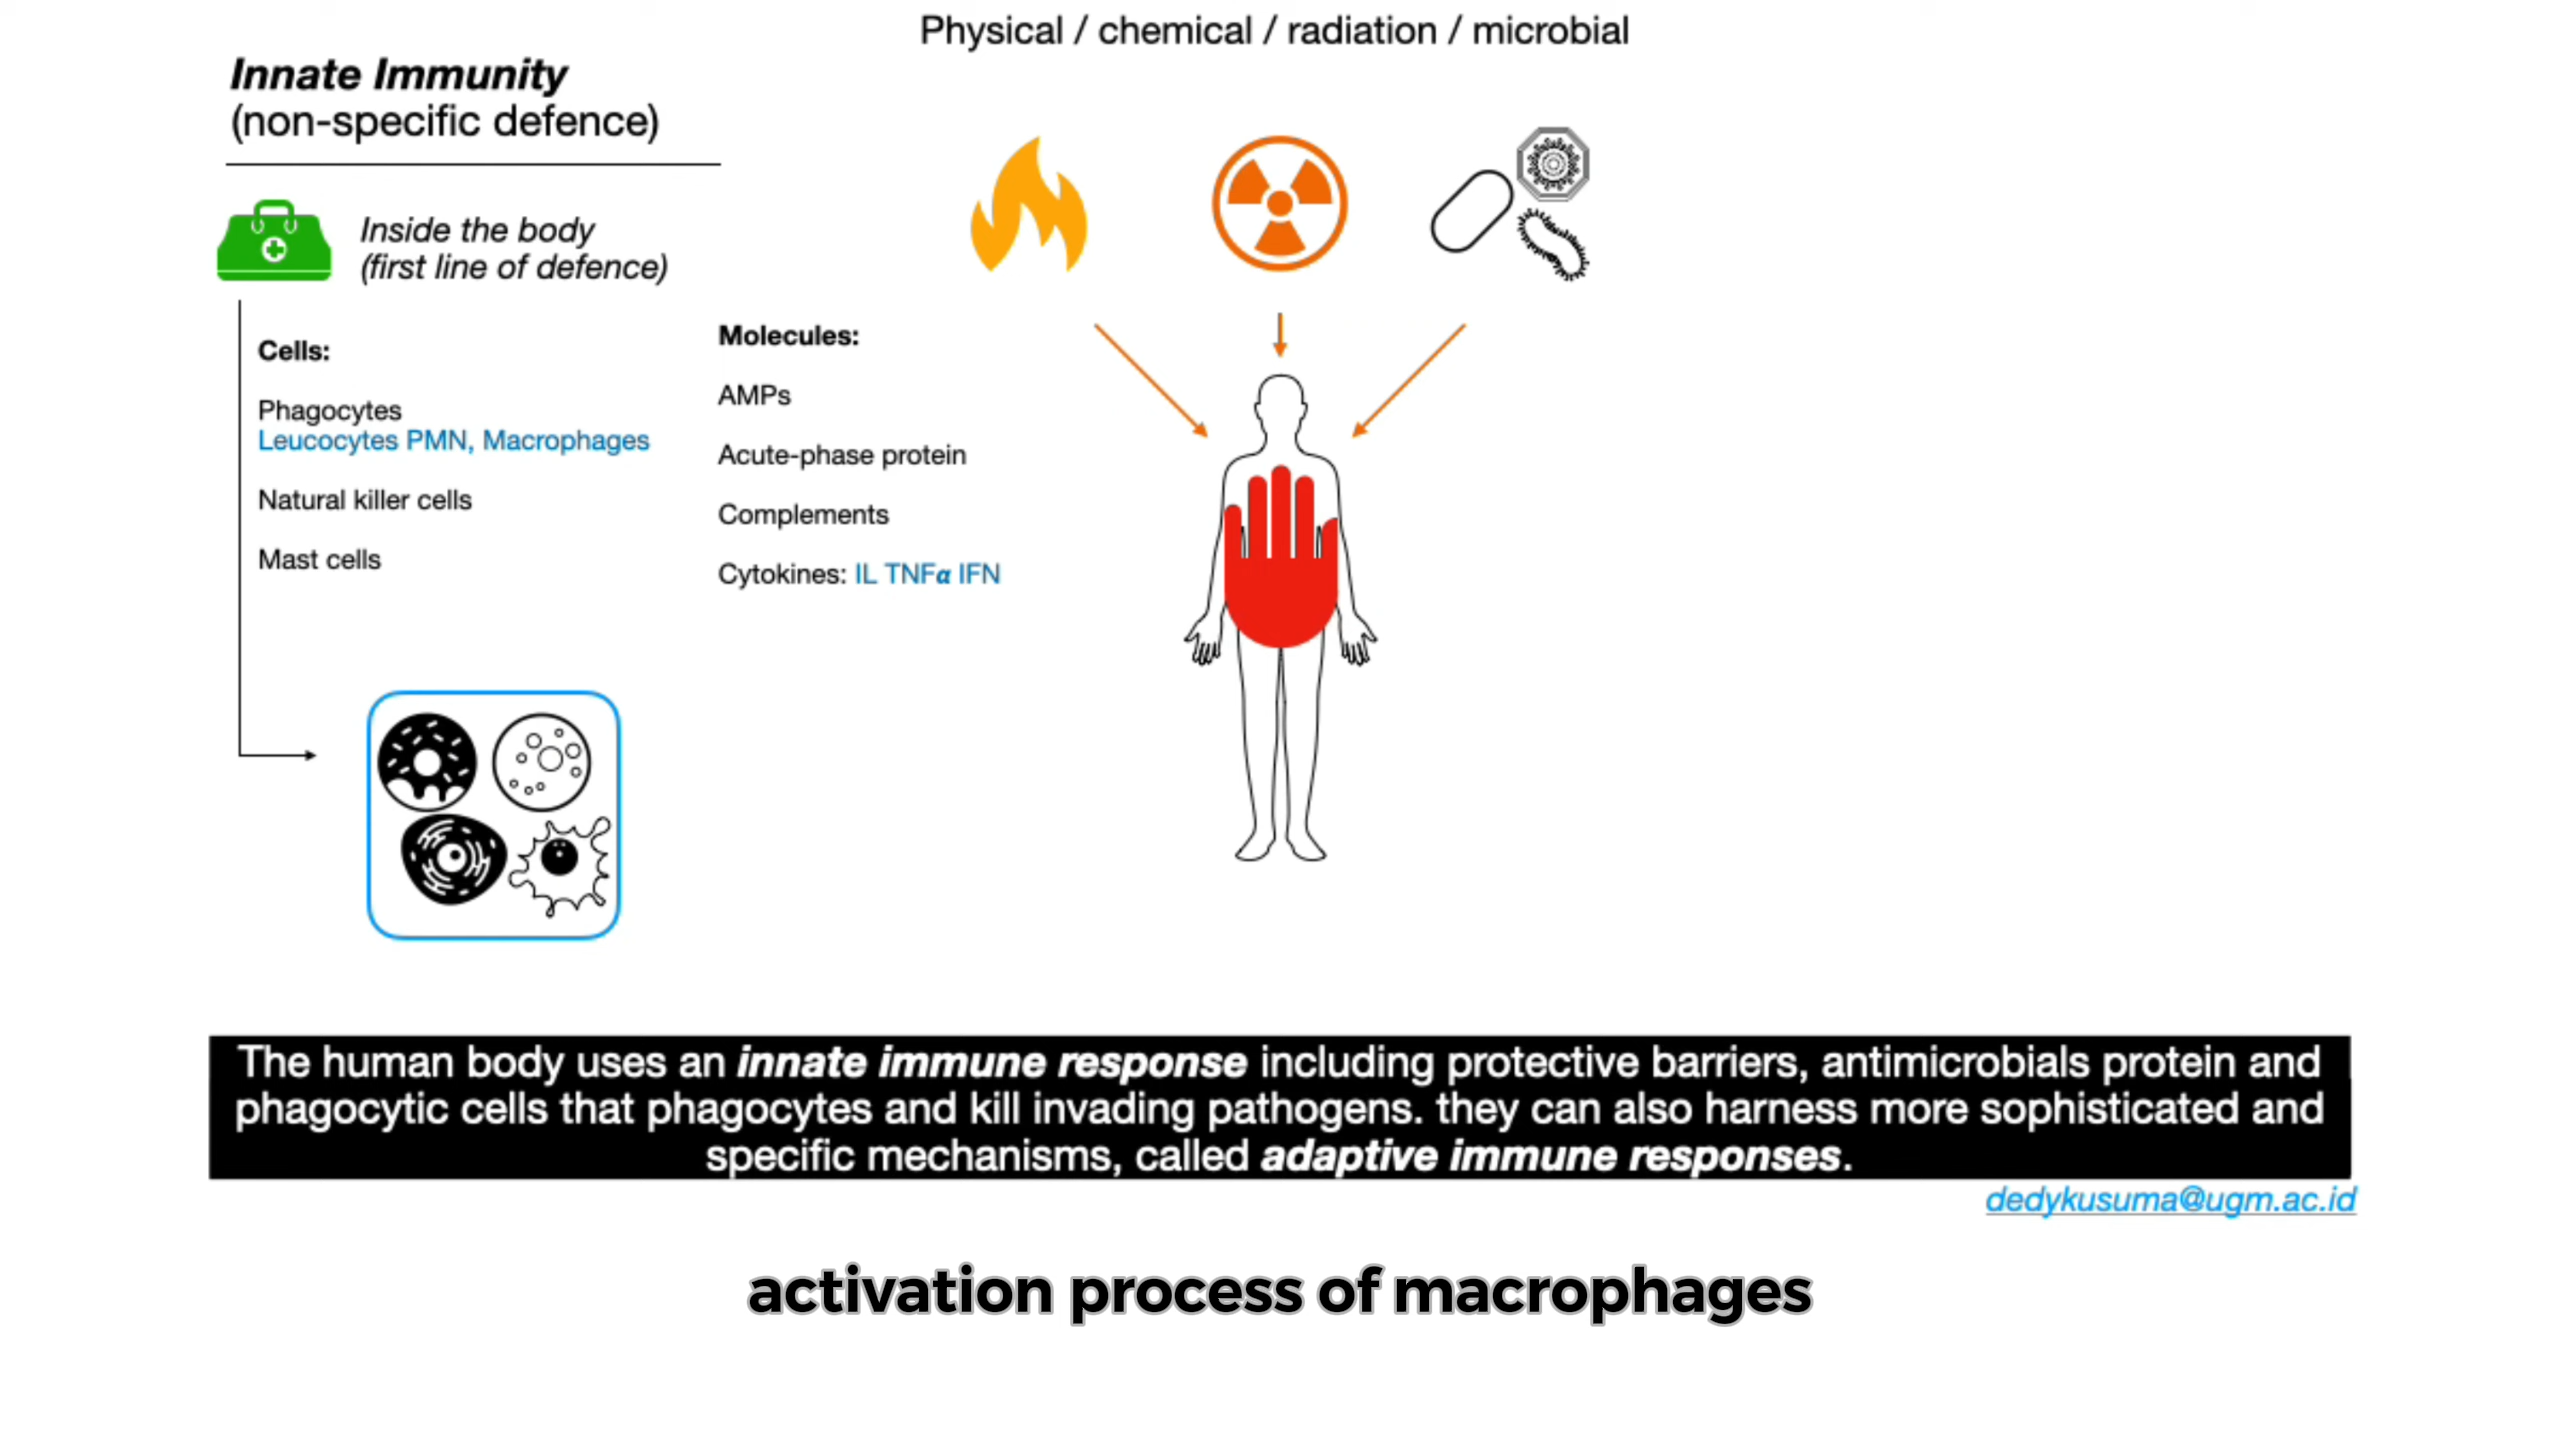 Physical / chemical / radiation / microbial
Innate Immunity
(non-specific defence)
Inside the body
(first line of defence)
Cells:
Phagocytes
Leucocytes PMN, Macrophages
Natural killer cells
Mast cells
Molecules:
AMPs
Acute-phase protein
Complements
Cytokines: IL TNFα IFN
The human body uses an innate immune response including protective barriers, antimicrobials protein and
phagocytic cells that phagocytes and kill invading pathogens. they can also harness more sophisticated and
specific mechanisms, called adaptive immune responses.
dedykusuma@ugm.ac.id
activation process of macrophages